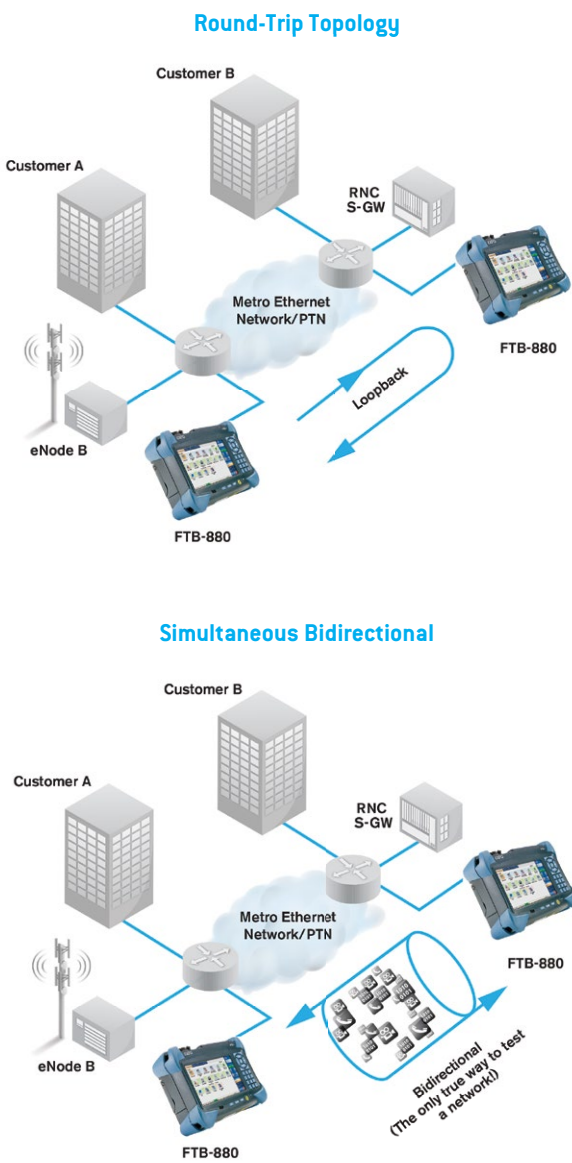 Round-Trip Topology
Customer B
Customer A
RNC
S-GW
Metro Ethernet
Network/PTN
FTB-880
Loopback
eNode B
FTB-880
Simultaneous Bidirectional
Customer B
Customer A
RNC
S-GW
Metro Ethernet
Network/PTN
FTB-880
eNode B
Bidirectional
(The only true way to test
a network!)
FTB-880